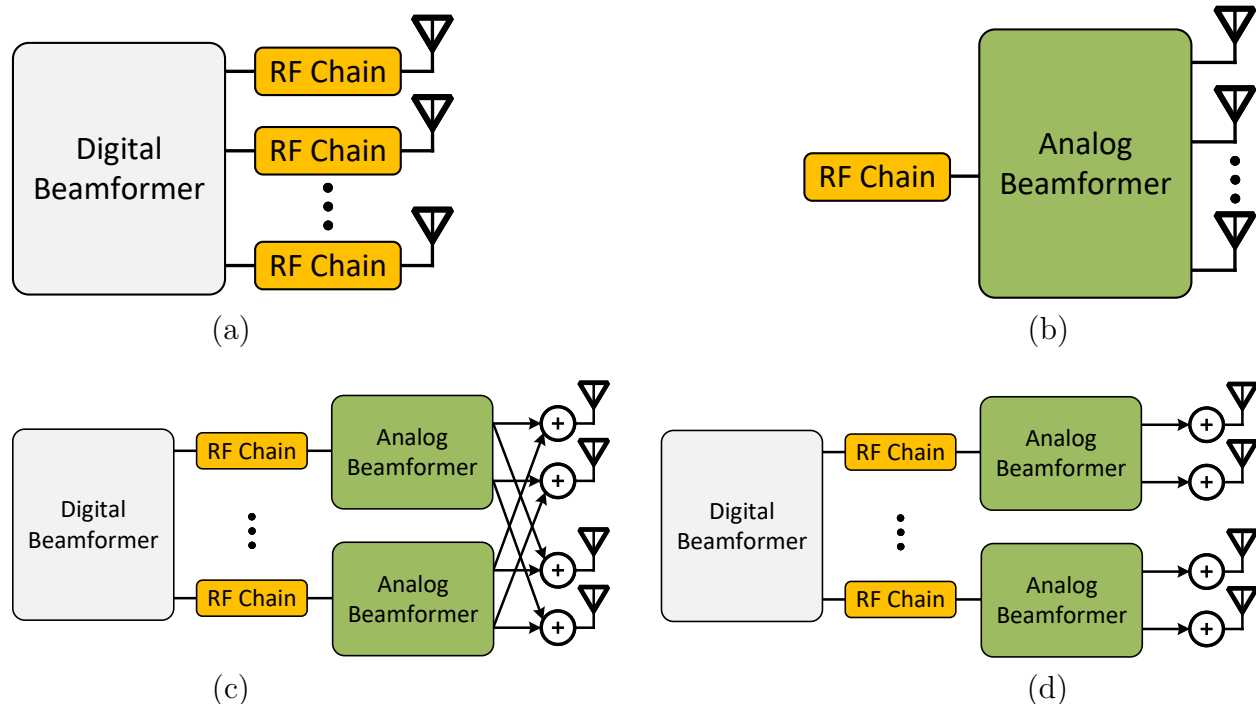 RF Chain
Digital
Beamformer
RF Chain
RF Chain
(a)
Analog
Beamformer
RF Chain
(b)
Digital
Beamformer
RF Chain
Analog
Beamformer
+
+
RF Chain
Analog
Beamformer
+
+
(c)
Digital
Beamformer
RF Chain
Analog
Beamformer
+
+
RF Chain
Analog
Beamformer
+
+
(d)